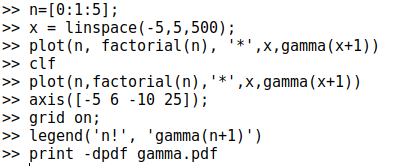 >> n=[0:1:5];
>> x = linspace(-5,5,500);
>> plot(n, factorial(n), '*',x,gamma(x+1))
>> clf
>> plot(n,factorial(n),'*',x,gamma(x+1))
>> axis([-5 6 -10 25]);
>> grid on;
>> legend('n!', 'gamma(n+1)')
>> print -dpdf gamma.pdf